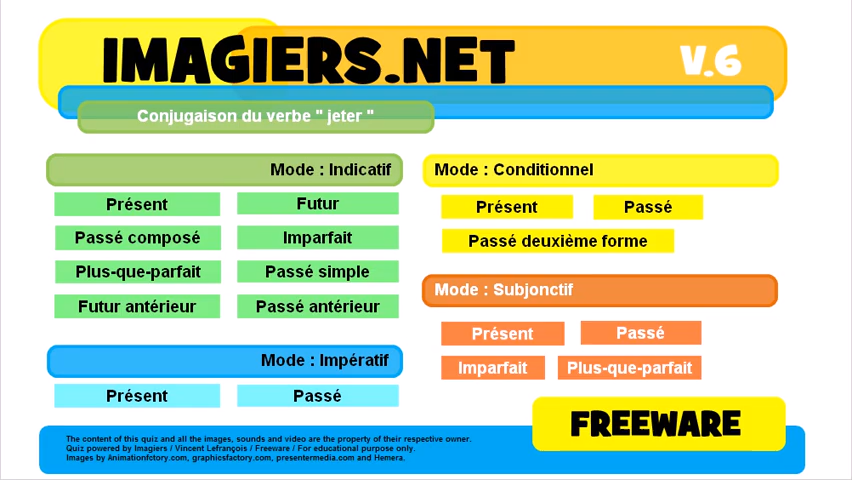 IMAGIERS.NET
V.6
Conjugaison du verbe " jeter "
Mode : Indicatif
Présent
Futur
Passé composé
Imparfait
Plus-que-parfait
Passé simple
Futur antérieur
Passé antérieur
Mode : Impératif
Présent
Passé
Mode : Conditionnel
Présent
Passé
Passé deuxième forme
Mode : Subjonctif
Présent
Passé
Imparfait
Plus-que-parfait
FREEWARE
The content of this quiz and all the images, sounds and video are the property of their respective owner.
Quiz powered by Imagiers / Vincent Lefrançois / Freeware / For educational purpose only.
Images by Animationfctory.com, graphicsfactory.com, presentermedia.com and Hemera.